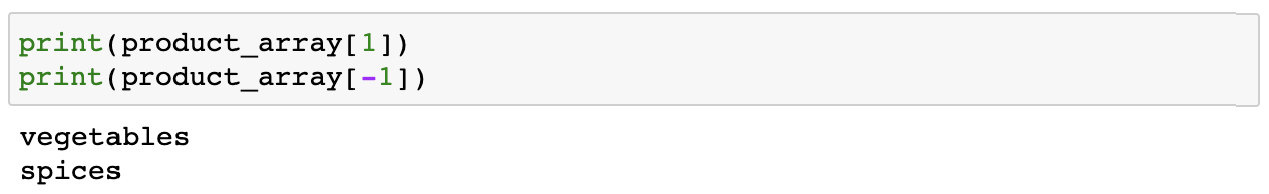 print(product_array[1])
print(product_array[-1])
vegetables
spices